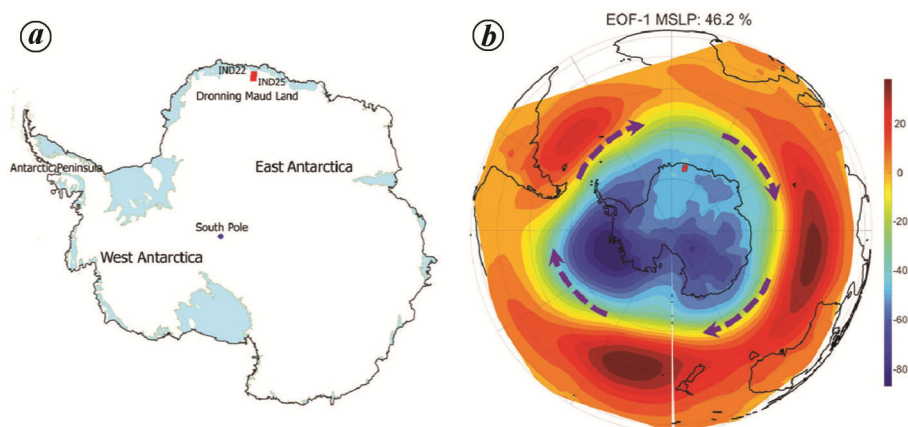 a
IND22
IND25
Dronning Maud Land
Antarctic Peninsula
East Antarctica
South Pole
West Antarctica
b
EOF-1 MSLP: 46.2 %
20
0
-20
-40
-60
-80